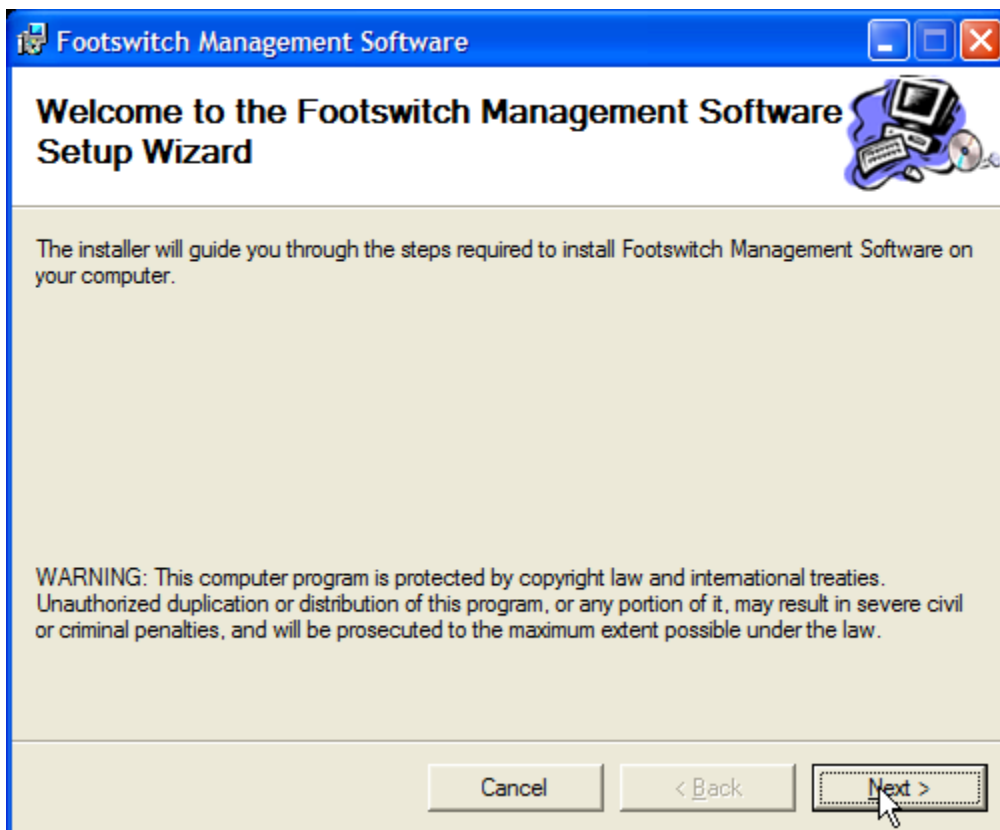 Footswitch Management Software
Welcome to the Footswitch Management Software
Setup Wizard
The installer will guide you through the steps required to install Footswitch Management Software on
your computer.
WARNING: This computer program is protected by copyright law and international treaties.
Unauthorized duplication or distribution of this program, or any portion of it, may result in severe civil
or criminal penalties, and will be prosecuted to the maximum extent possible under the law.
Cancel
< Back
Next >